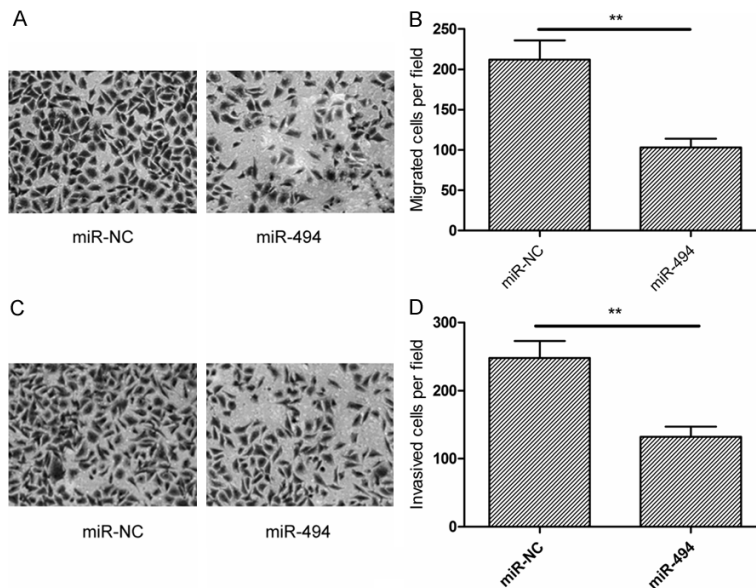 A
miR-NC
miR-494
B
**
Migrated cells per field
250
200
150
100
50
0
miR-NC
miR-494
C
miR-NC
miR-494
D
**
Invasived cells per field
300
200
100
0
miR-NC
miR-494